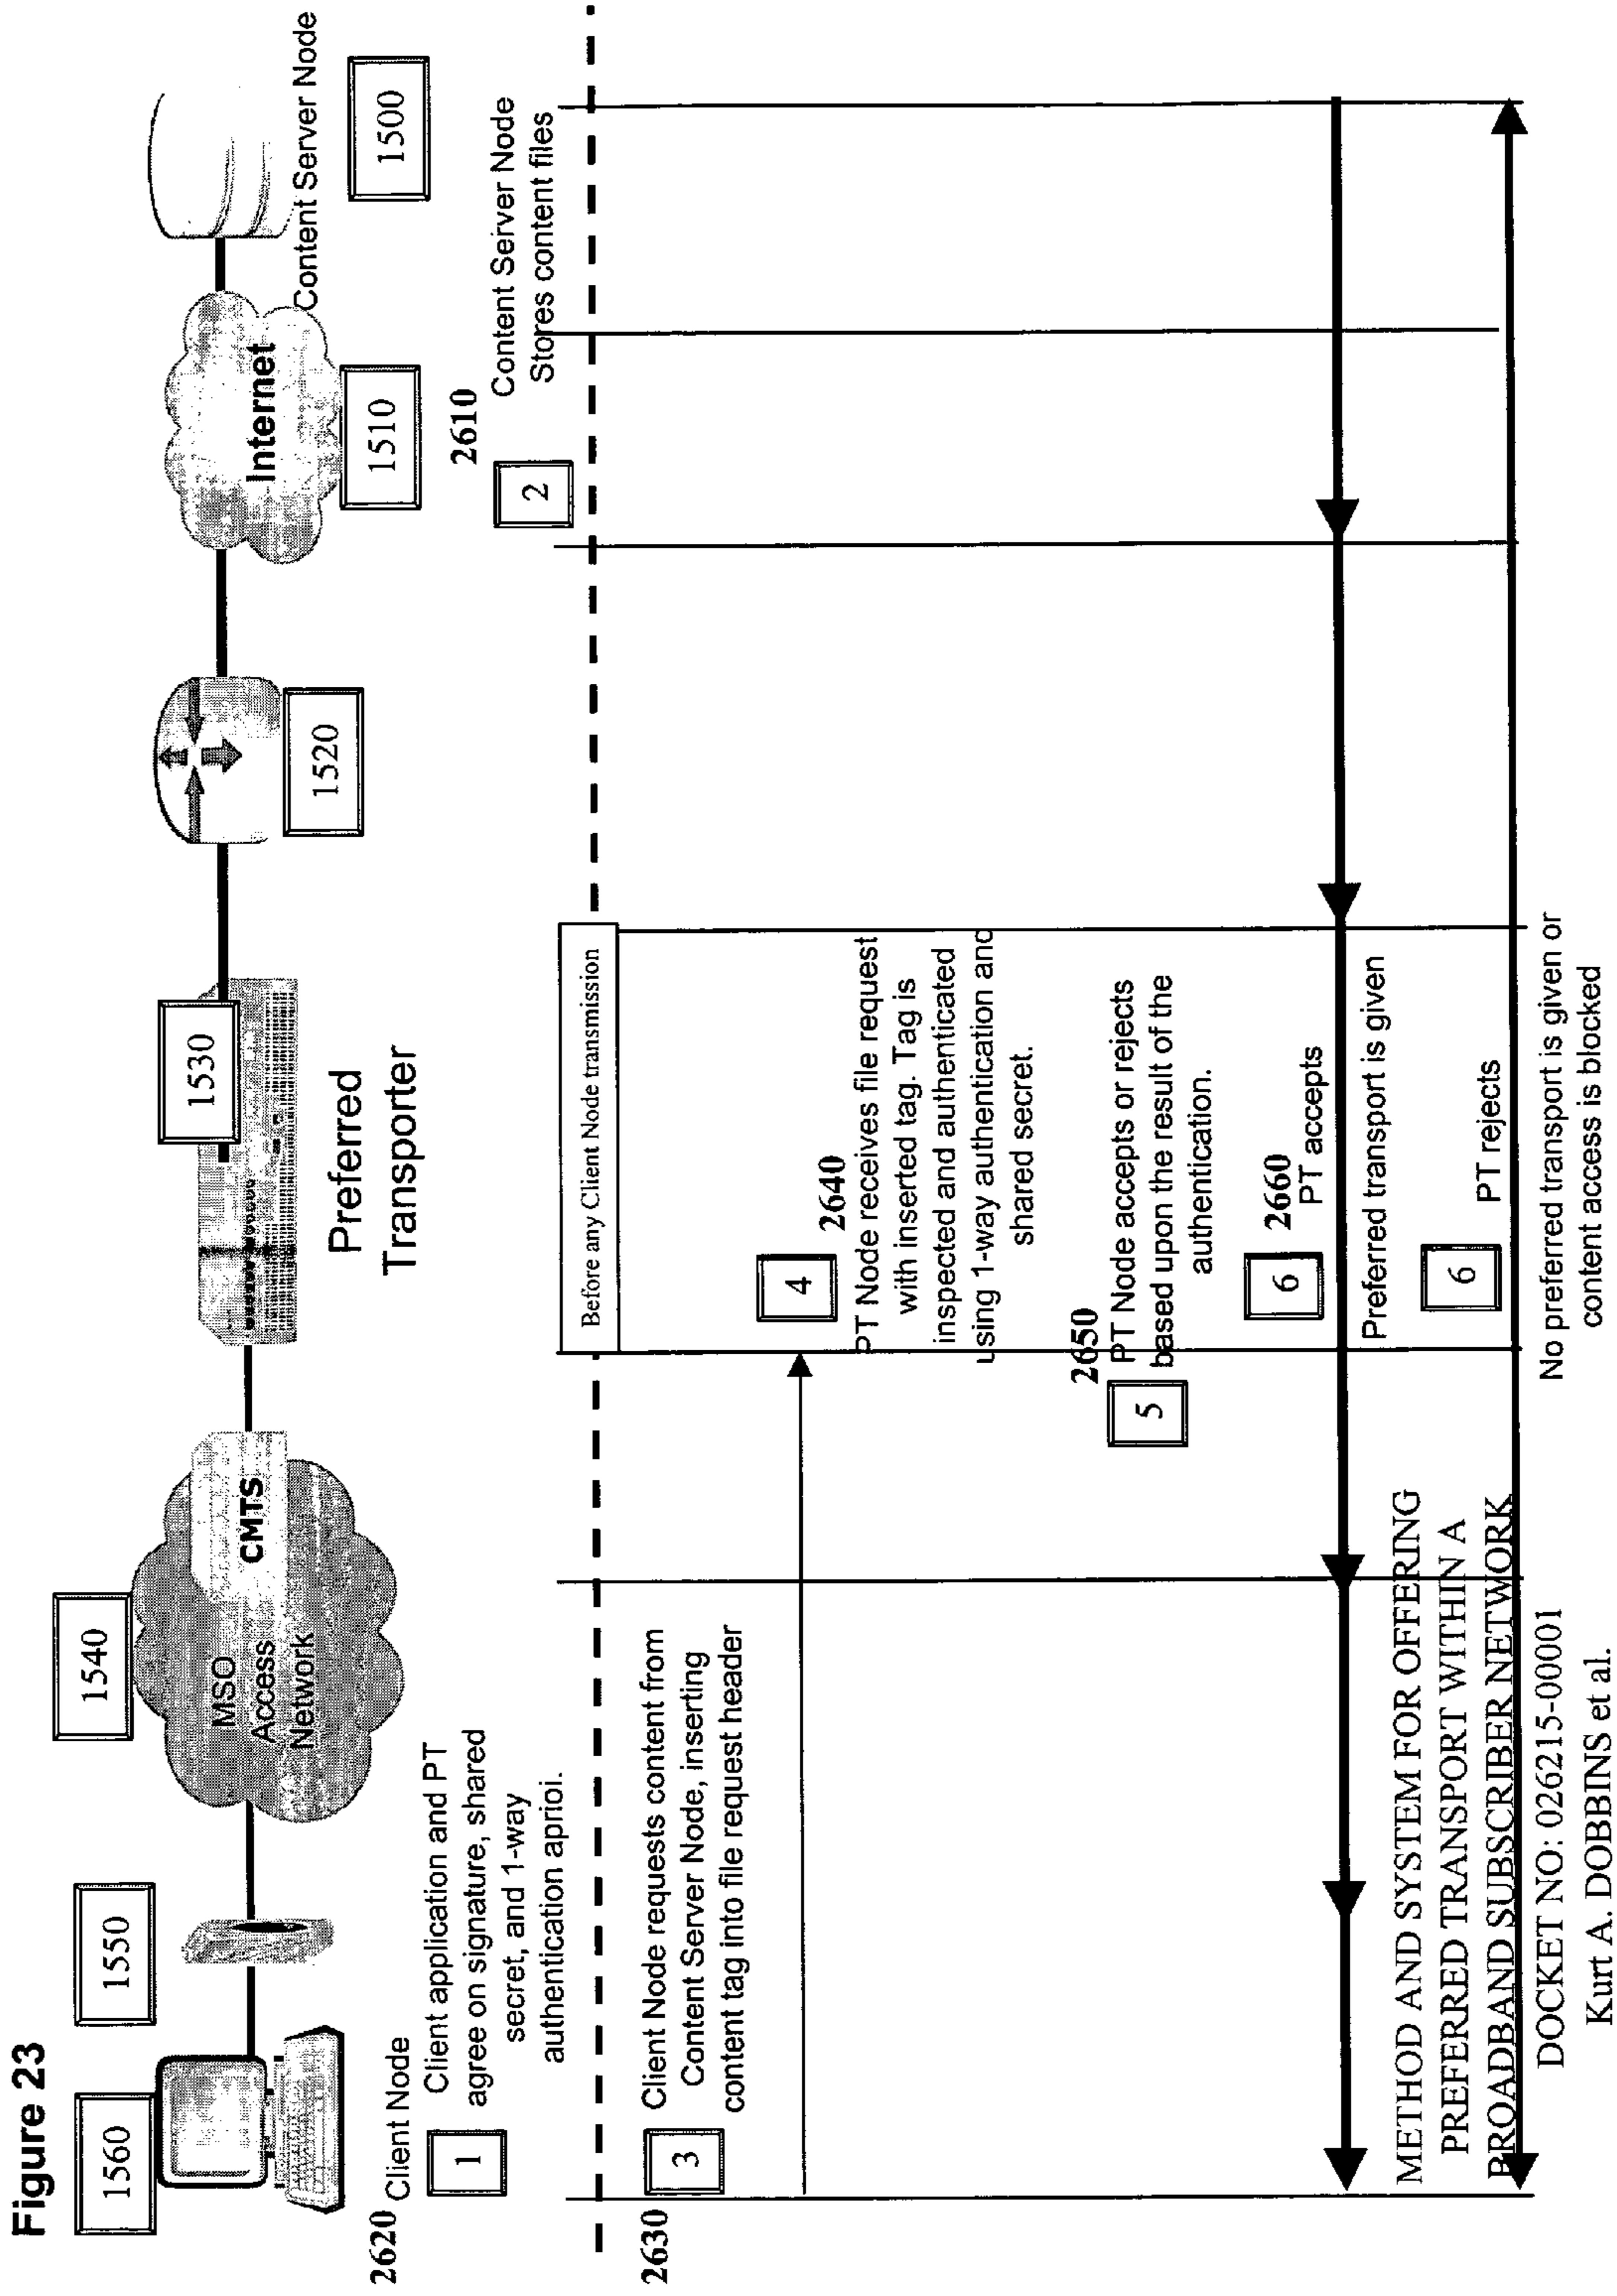 Figure 23
1560
1550
1540
1530
1520
1510
1500
MSO
Access
Network
CMTS
Preferred
Transporter
Internet
Content Server Node
2620
Client Node
1
Client application and PT
agree on signature, shared
secret, and 1-way
authentication aprioi.
2610
2
Content Server Node
Stores content files
Before any Client Node transmission
2630
3
Client Node requests content from
Content Server Node, inserting
content tag into file request header
4
2640
PT Node receives file request
with inserted tag. Tag is
inspected and authenticated
using 1-way authentication and
shared secret.
2650
5
PT Node accepts or rejects
based upon the result of the
authentication.
2660
6
PT accepts
Preferred transport is given
6
PT rejects
No preferred transport is given or
content access is blocked
METHOD AND SYSTEM FOR OFFERING
PREFERRED TRANSPORT WITHIN A
BROADBAND SUBSCRIBER NETWORK
DOCKET NO: 026215-00001
Kurt A. DOBBINS et al.